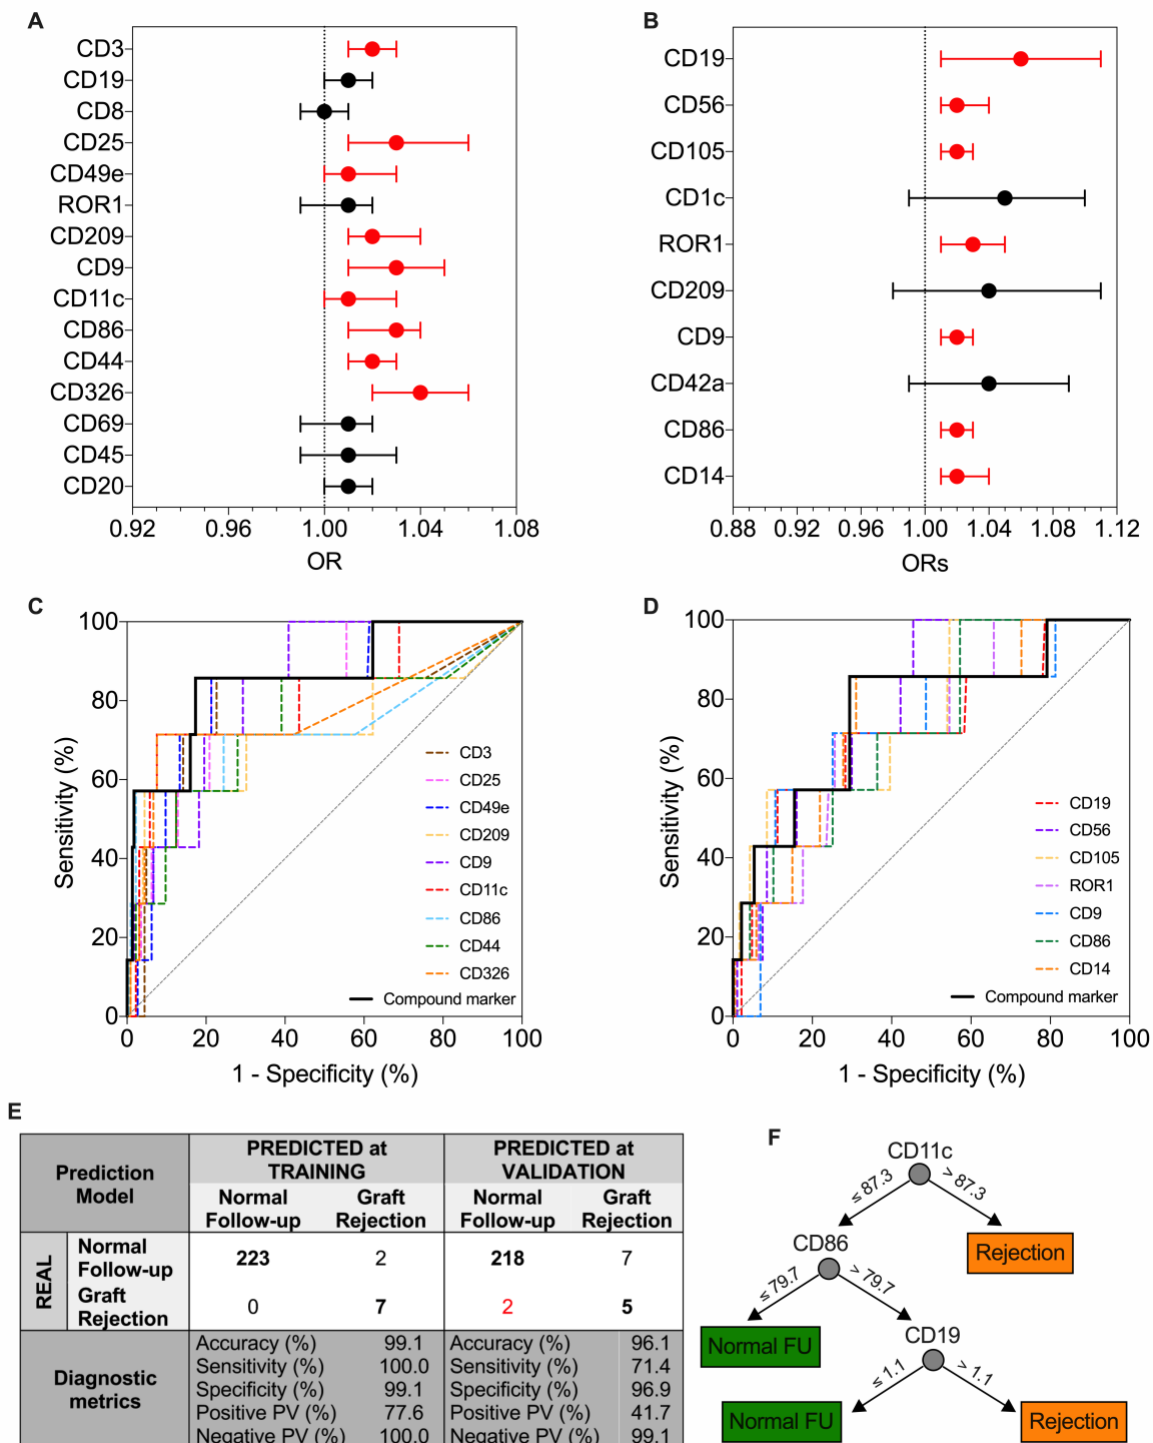 A
CD3
CD19
CD8
CD25
CD49e
ROR1
CD209
CD9
CD11c
CD86
CD44
CD326
CD69
CD45
CD20
0.92 0.96 1.00 1.04 1.08
OR
B
CD19
CD56
CD105
CD1c
ROR1
CD209
CD9
CD42a
CD86
CD14
0.88 0.92 0.96 1.00 1.04 1.08 1.12
ORs
C
Sensitivity (%)
100
80
60
40
20
0
0 20 40 60 80 100
1 - Specificity (%)
CD3
CD25
CD49e
CD209
CD9
CD11c
CD86
CD44
CD326
Compound marker
D
Sensitivity (%)
100
80
60
40
20
0
0 20 40 60 80 100
1 - Specificity (%)
CD19
CD56
CD105
ROR1
CD9
CD86
CD14
Compound marker
E
Prediction Model
PREDICTED at TRAINING
PREDICTED at VALIDATION
Normal Follow-up
Graft Rejection
Normal Follow-up
Graft Rejection
REAL
Normal Follow-up 223 2 218 7
Graft Rejection 0 7 2 5
Diagnostic metrics
Accuracy (%) 99.1 Accuracy (%) 96.1
Sensitivity (%) 100.0 Sensitivity (%) 71.4
Specificity (%) 99.1 Specificity (%) 96.9
Positive PV (%) 77.6 Positive PV (%) 41.7
Negative PV (%) 100.0 Negative PV (%) 99.1
F
CD11c
≤ 87.3 > 87.3
CD86
Rejection
≤ 79.7 > 79.7
Normal FU
CD19
≤ 1.1 > 1.1
Normal FU
Rejection